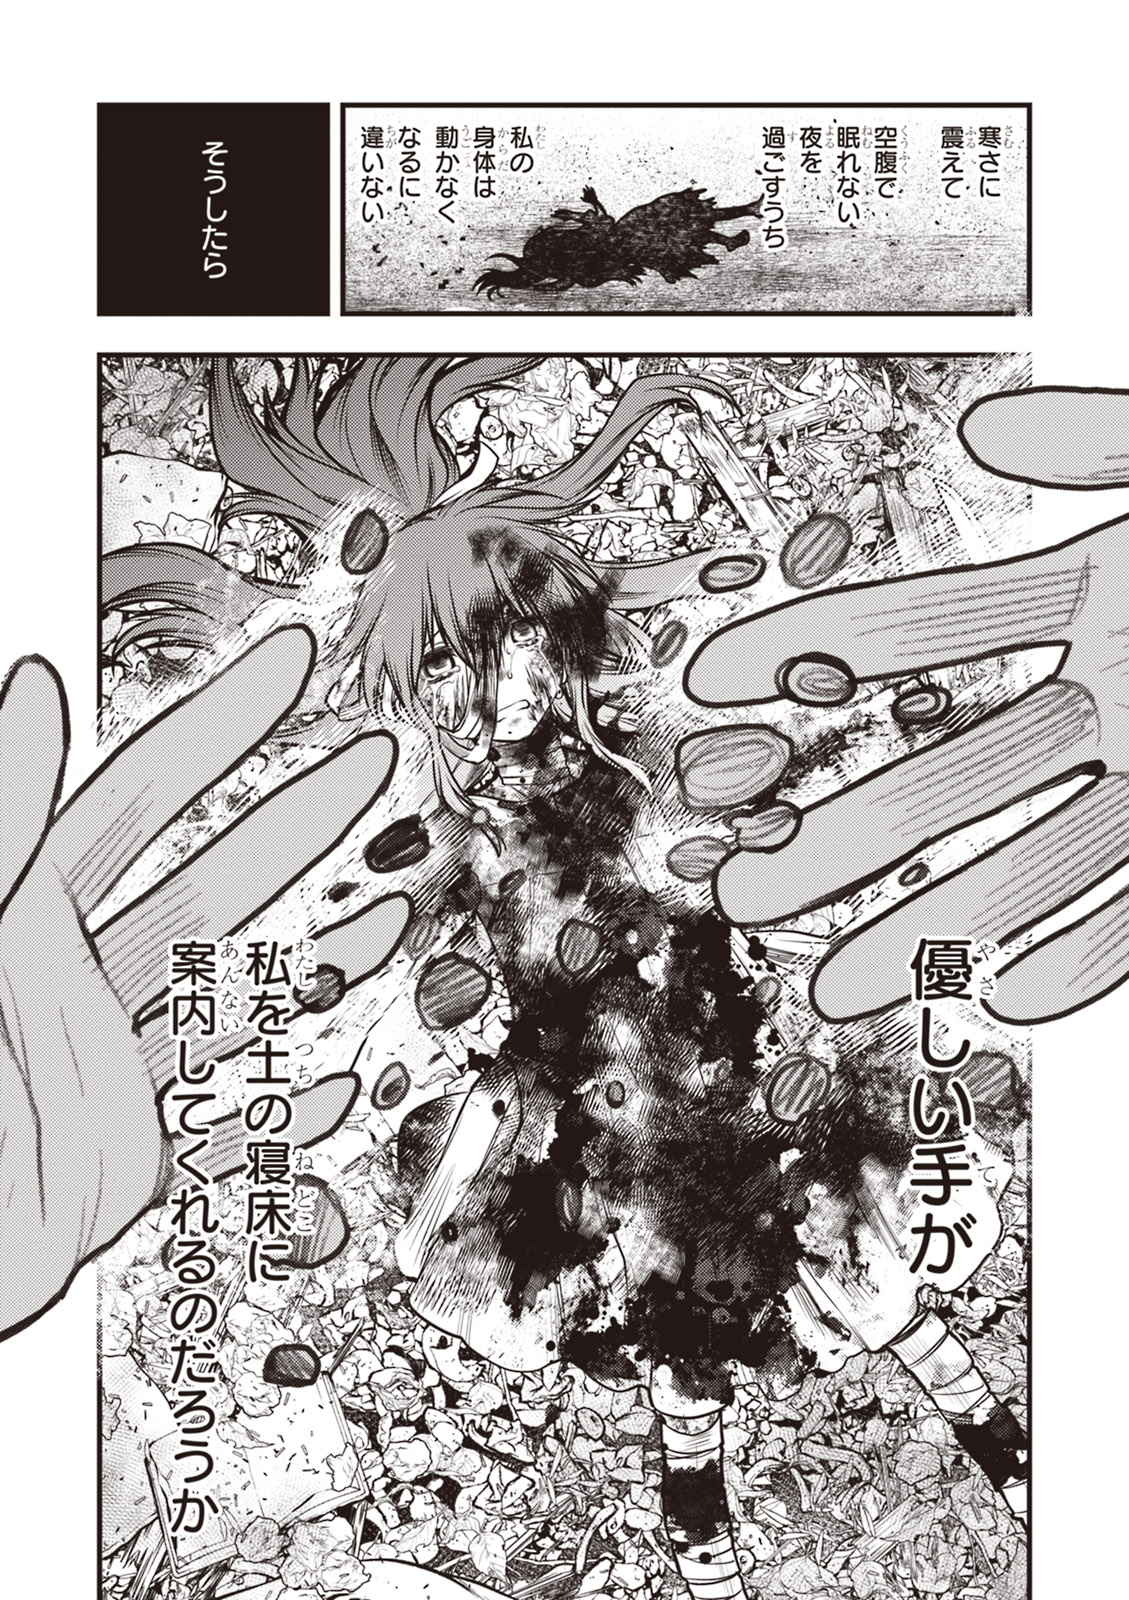 寒さに
震えて
空腹で
眠れない
夜を
過ごすうち
私の
身体は
動かなく
なるに
違いない
そうしたら
優しい手が
私を土の寝床に
案内してくれるのだろうか